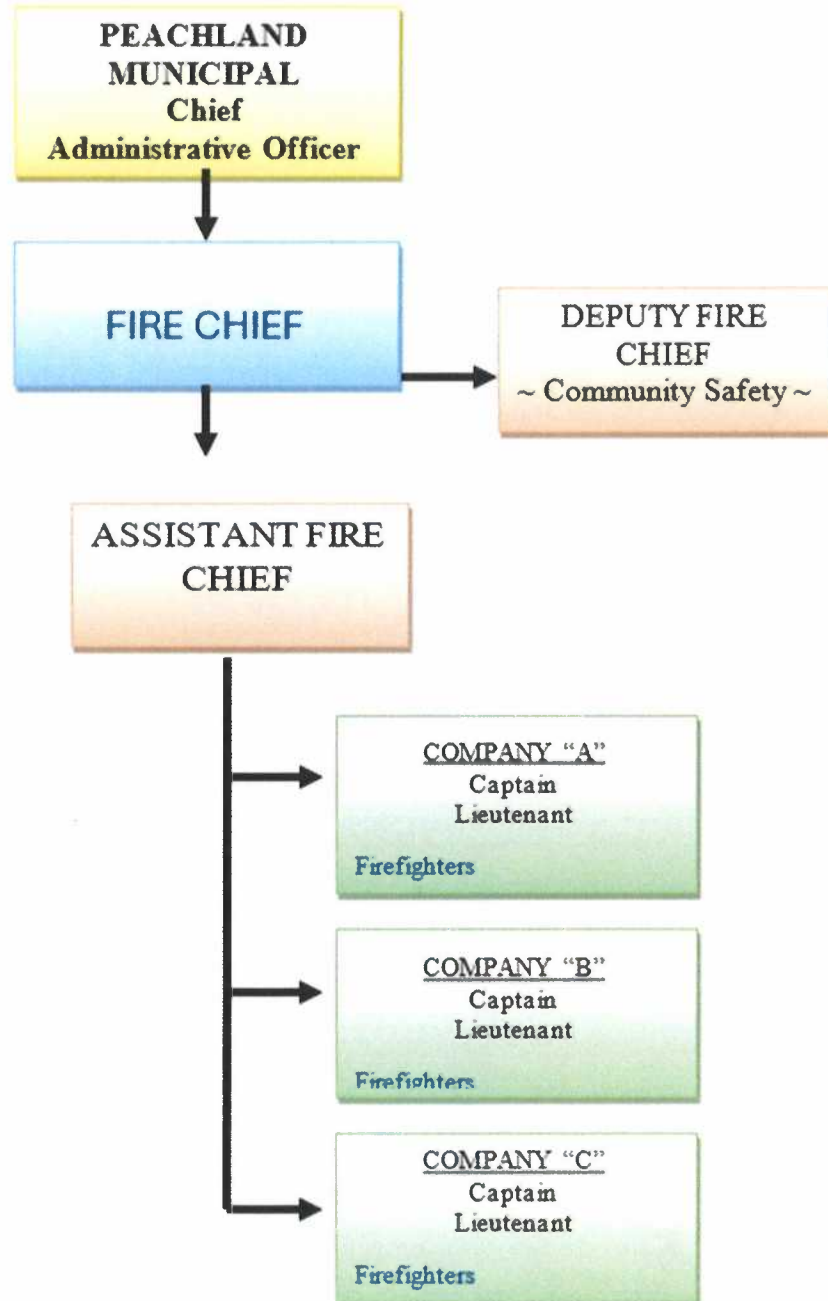 PEACHLAND
MUNICIPAL
Chief
Administrative Officer
FIRE CHIEF
DEPUTY FIRE
CHIEF
~ Community Safety ~
ASSISTANT FIRE
CHIEF
COMPANY “A”
Captain
Lieutenant
Firefighters
COMPANY “B”
Captain
Lieutenant
Firefighters
COMPANY “C”
Captain
Lieutenant
Firefighters